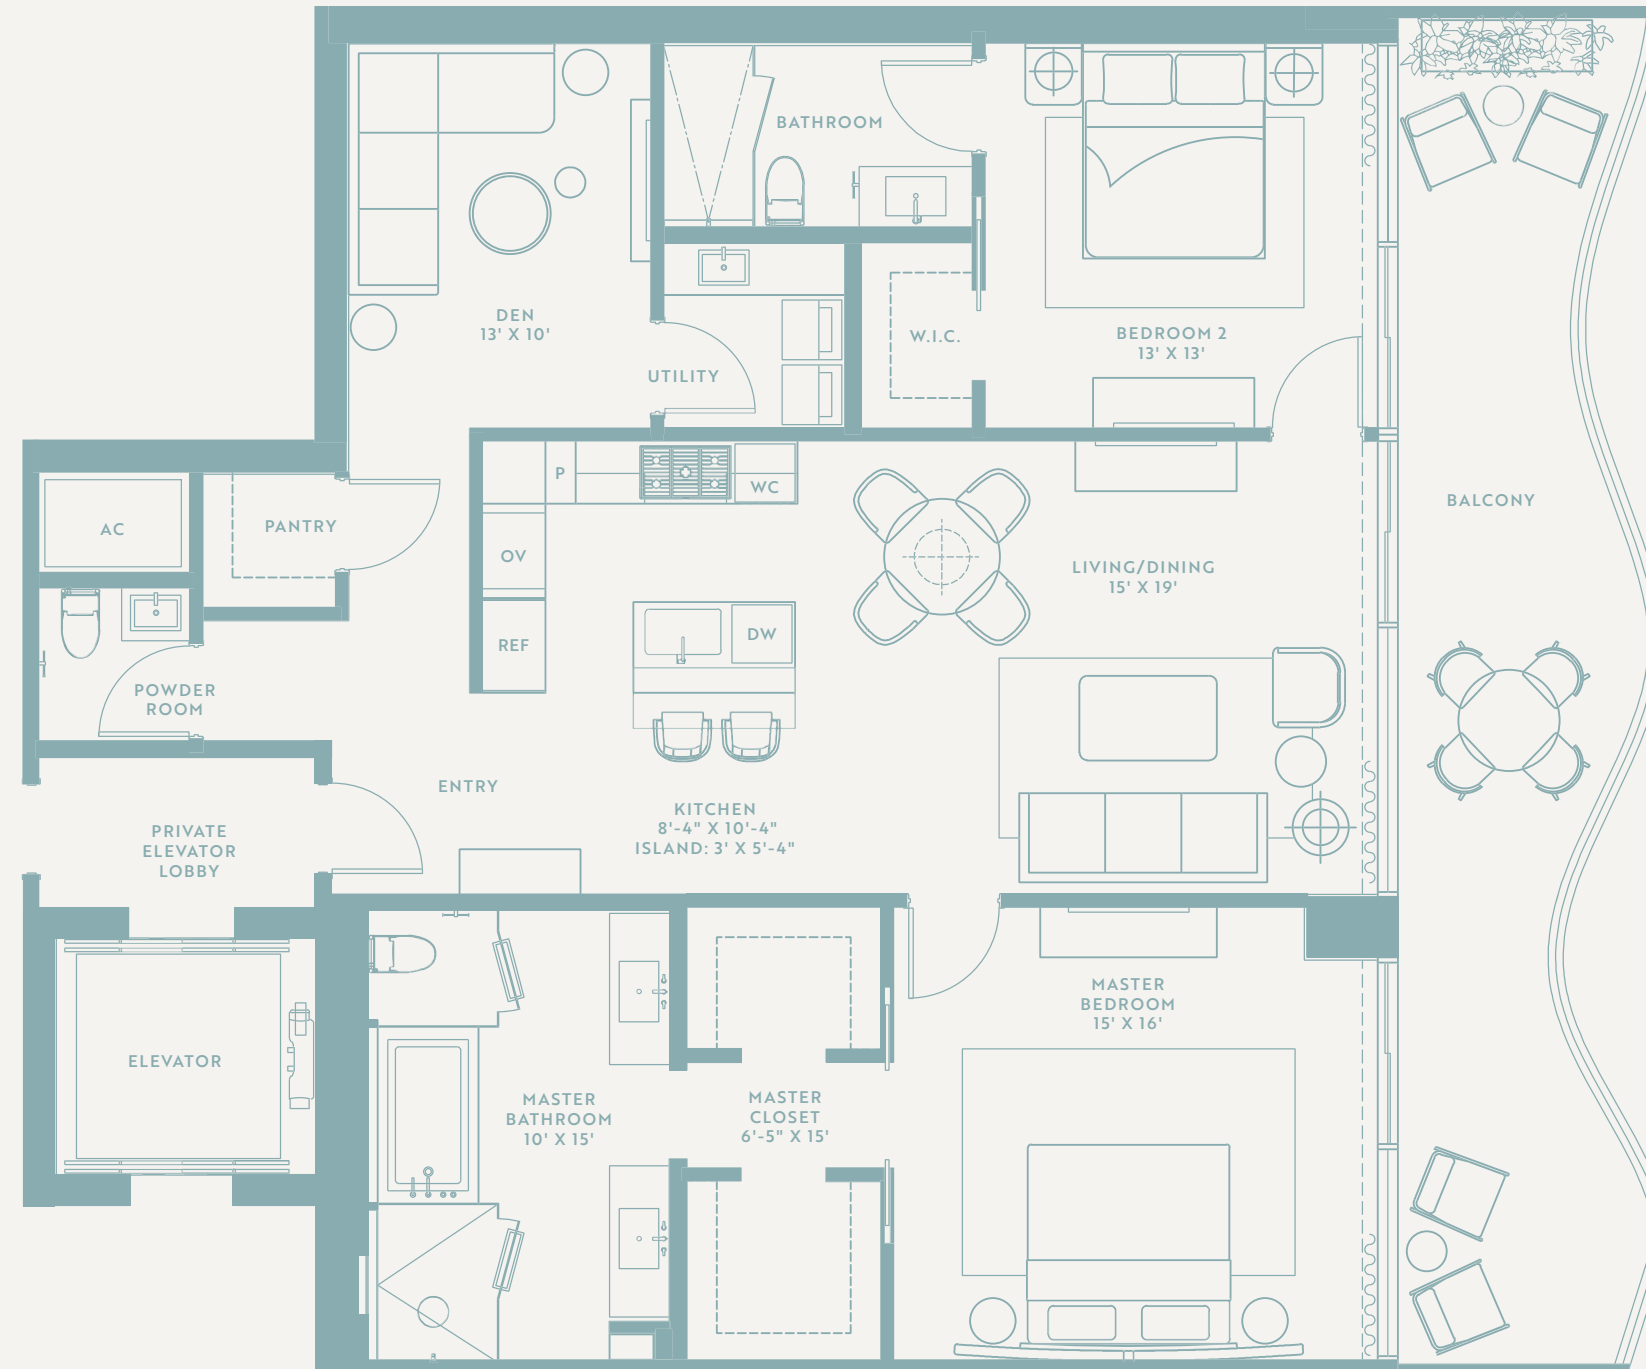 BATHROOM
DEN
13' X 10'
UTILITY
W.I.C.
BEDROOM 2
13' X 13'
BALCONY
AC
PANTRY
P
WC
OV
REF
DW
LIVING/DINING
15' X 19'
POWDER
ROOM
ENTRY
KITCHEN
8'-4" X 10'-4"
ISLAND: 3' X 5'-4"
PRIVATE
ELEVATOR
LOBBY
ELEVATOR
MASTER
BATHROOM
10' X 15'
MASTER
CLOSET
6'-5" X 15'
MASTER
BEDROOM
15' X 16'